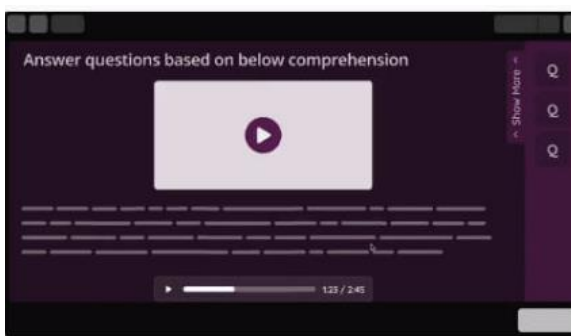 Answer questions based on below comprehension
< Show More <
Q
Q
Q
1:23 / 2:45